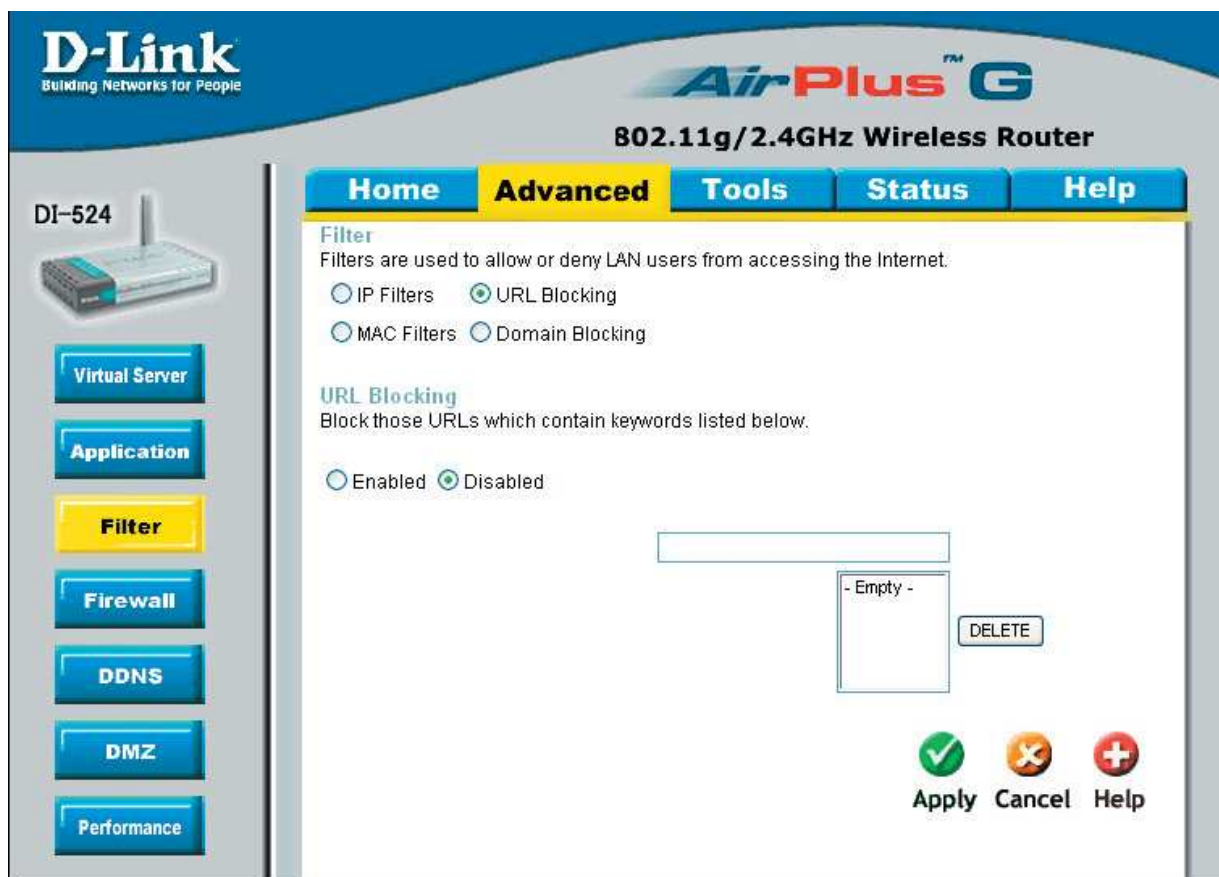 D-Link
Building Networks for People
AirPlus™ G
802.11g/2.4GHz Wireless Router
DI-524
Home Advanced Tools Status Help
Virtual Server
Application
Filter
Firewall
DDNS
DMZ
Performance
Filter
Filters are used to allow or deny LAN users from accessing the Internet.
IP Filters URL Blocking
MAC Filters Domain Blocking
URL Blocking
Block those URLs which contain keywords listed below.
Enabled Disabled
- Empty -
DELETE
Apply Cancel Help